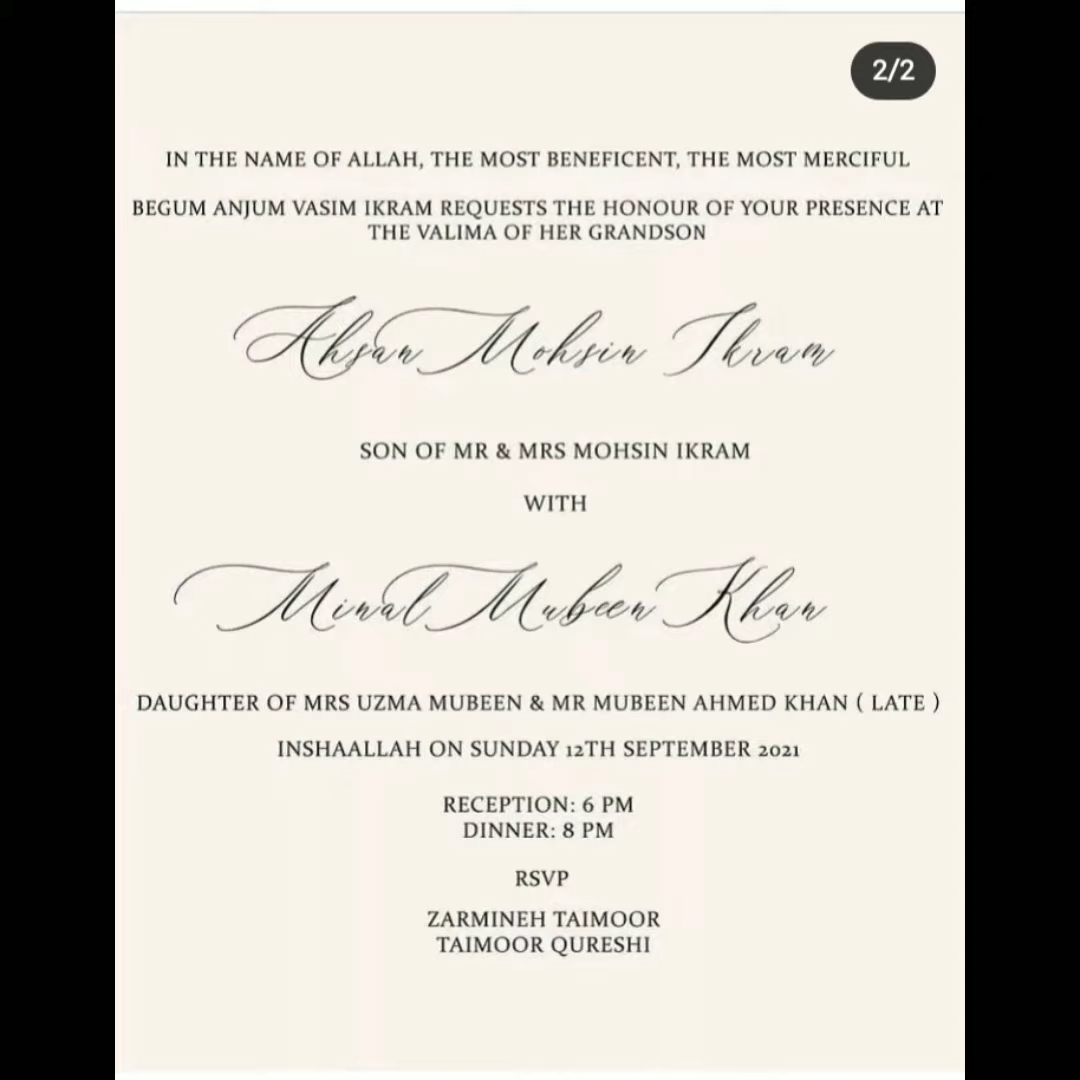 2/2
IN THE NAME OF ALLAH, THE MOST BENEFICENT, THE MOST MERCIFUL
BEGUM ANJUM VASIM IKRAM REQUESTS THE HONOUR OF YOUR PRESENCE AT
THE VALIMA OF HER GRANDSON
Ahsan Mohsin Ikram
SON OF MR & MRS MOHSIN IKRAM
WITH
Minal Mubeen Khan
DAUGHTER OF MRS UZMA MUBEEN & MR MUBEEN AHMED KHAN ( LATE )
INSHAALLAH ON SUNDAY 12TH SEPTEMBER 2021
RECEPTION: 6 PM
DINNER: 8 PM
RSVP
ZARMINEH TAIMOOR
TAIMOOR QURESHI